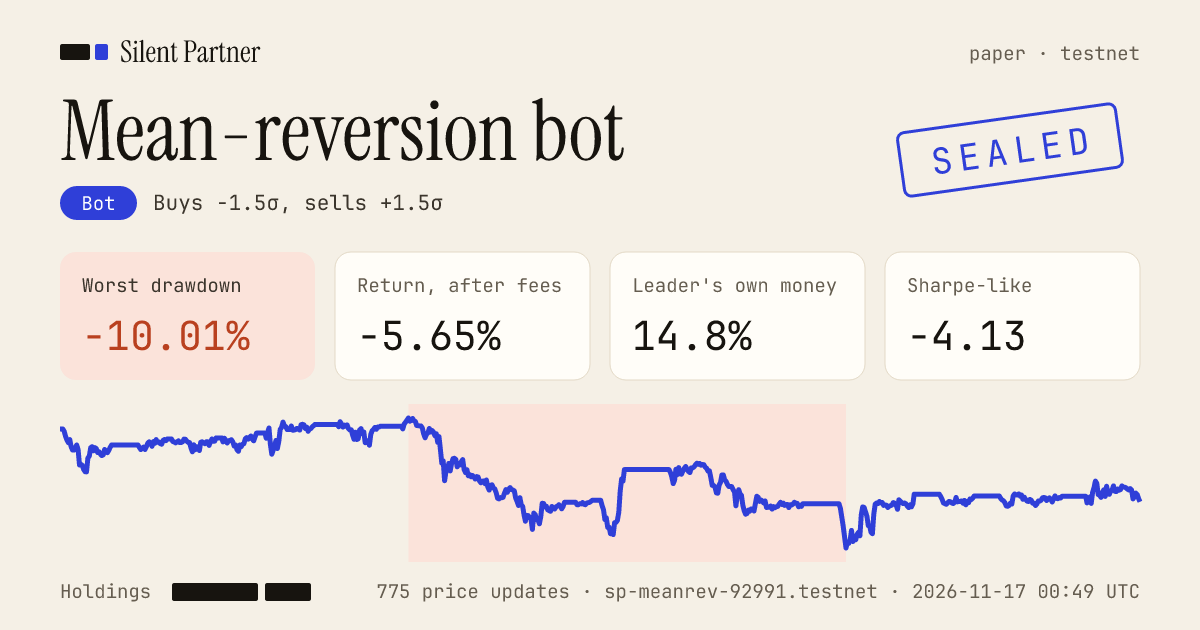 Silent Partner
paper · testnet
Mean-reversion bot
SEALED
Bot
Buys -1.5σ, sells +1.5σ
Worst drawdown
-10.01%
Return, after fees
-5.65%
Leader's own money
14.8%
Sharpe-like
-4.13
Holdings
775 price updates · sp-meanrev-92991.testnet · 2026-11-17 00:49 UTC